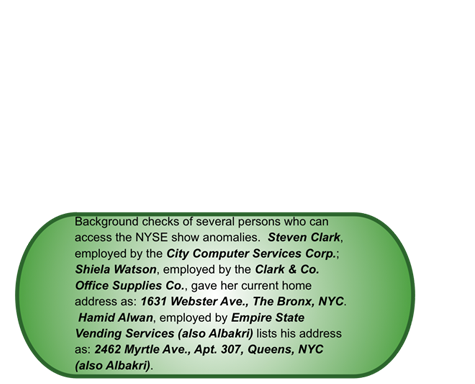 Background checks of several persons who can
access the NYSE show anomalies.  Steven Clark,
employed by the City Computer Services Corp.;
Shiela Watson, employed by the Clark & Co.
Office Supplies Co., gave her current home
address as: 1631 Webster Ave., The Bronx, NYC.
Hamid Alwan, employed by Empire State
Vending Services (also Albakri) lists his address
as: 2462 Myrtle Ave., Apt. 307, Queens, NYC
(also Albakri).